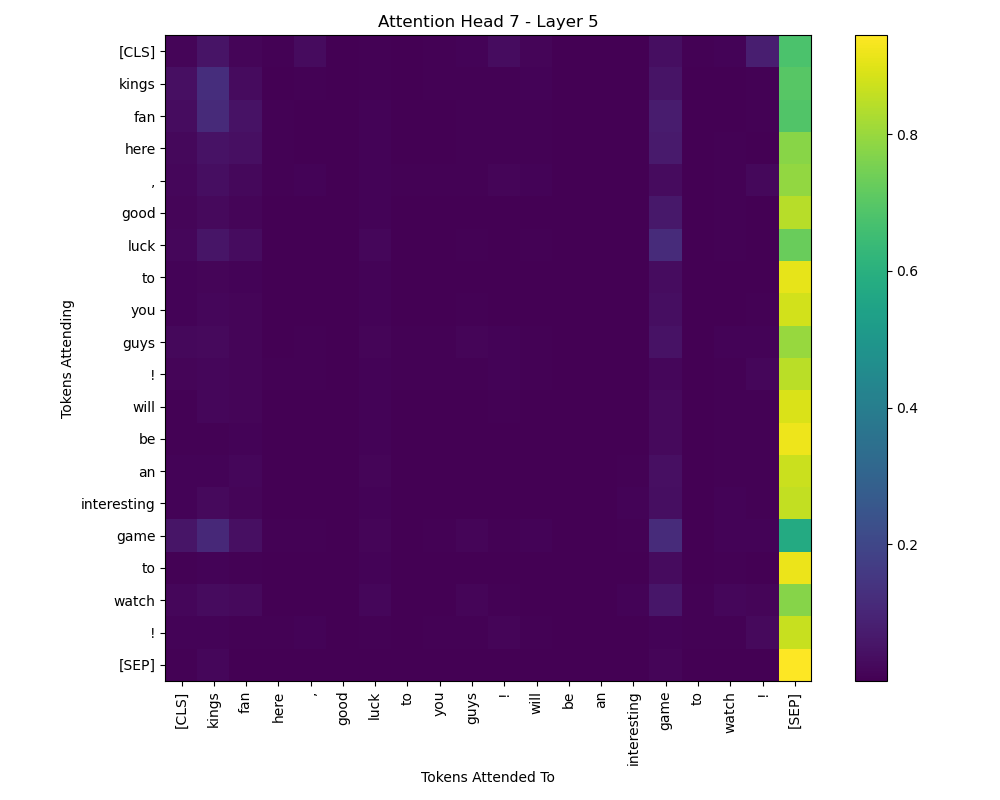 Attention Head 7 - Layer 5
[CLS]
kings
fan
here
,
good
luck
to
you
guys
!
will
be
an
interesting
game
to
watch
!
[SEP]
Tokens Attending
[CLS]
kings
fan
here
,
good
luck
to
you
guys
!
will
be
an
interesting
game
to
watch
!
[SEP]
Tokens Attended To
0.8
0.6
0.4
0.2